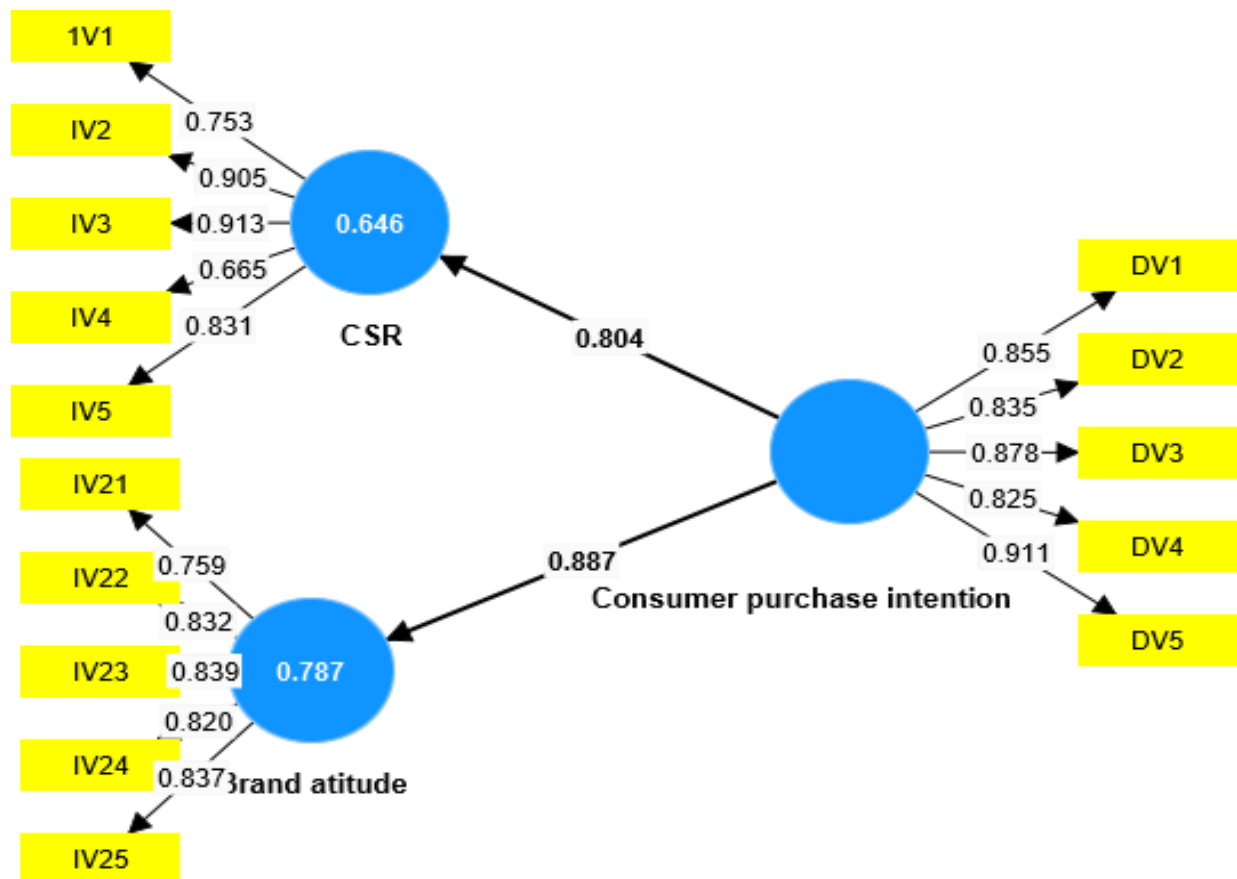 1V1
IV2
IV3
IV4
IV5
0.753
0.905
0.913
0.665
0.831
0.646
CSR
0.804
IV21
IV22
IV23
IV24
IV25
0.759
0.832
0.839
0.820
0.837
0.787
Brand atitude
0.887
Consumer purchase intention
0.855
0.835
0.878
0.825
0.911
DV1
DV2
DV3
DV4
DV5